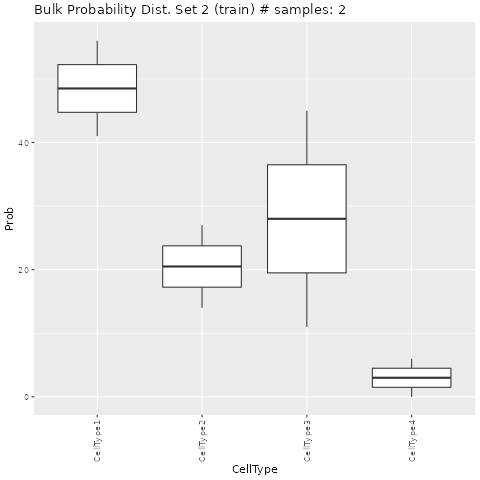 Bulk Probability Dist. Set 2 (train) # samples: 2
Prob
40
20
0
CellType1
CellType2
CellType3
CellType4
CellType